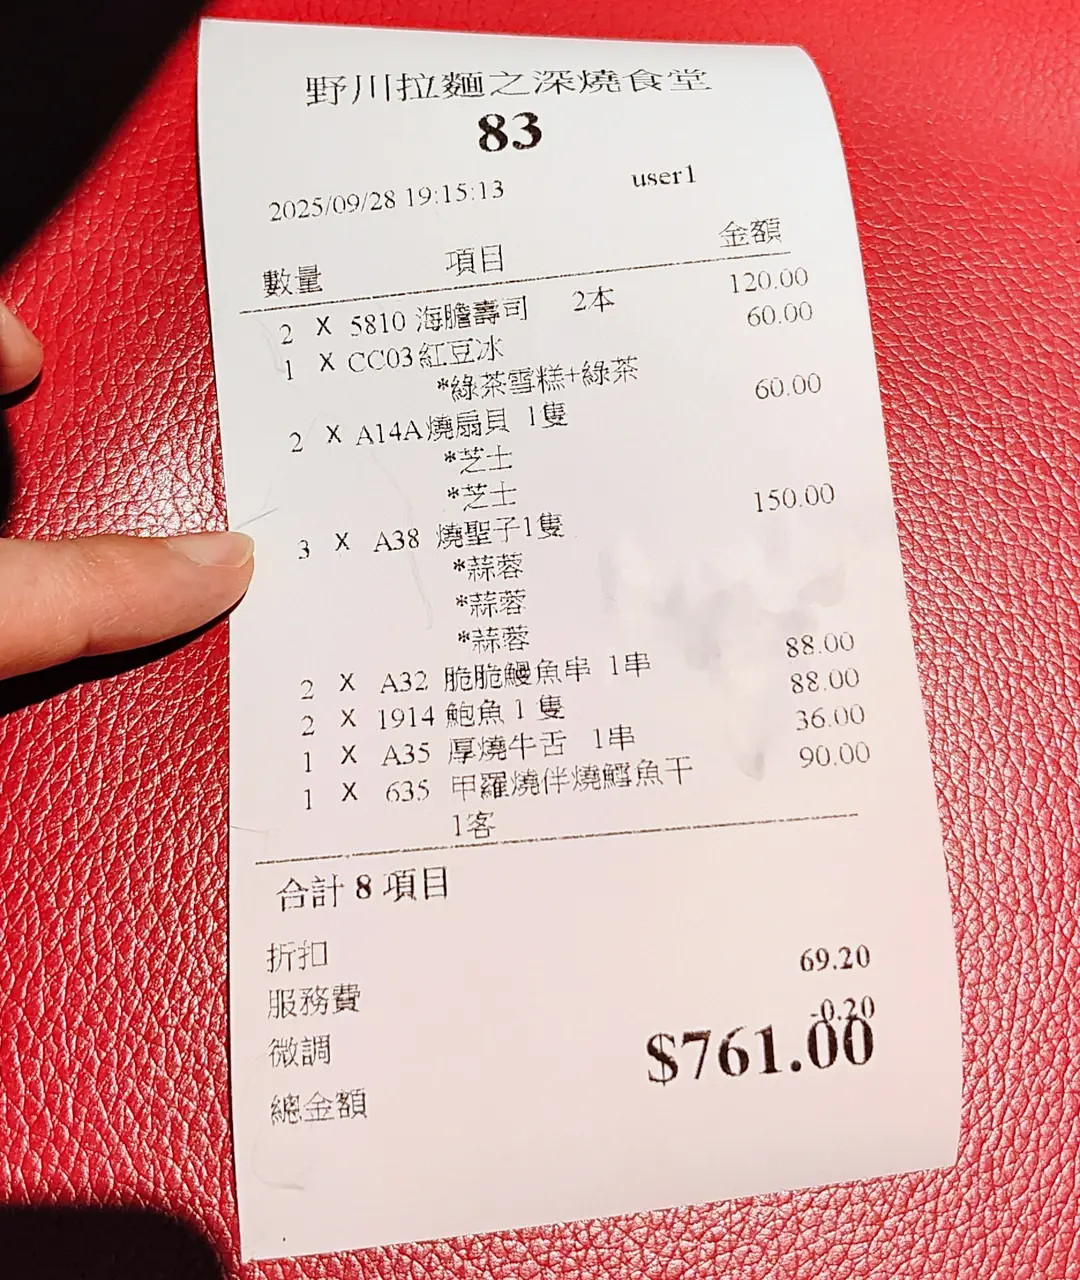 野川拉麵之深燒食堂
83
2025/09/28 19:15:13 user1
數量 項目 金額
2 X 5810 海膽壽司 2本 120.00
1 X CC03紅豆冰 60.00
*綠茶雪糕+綠茶
2 X A14A燒扇貝 1隻 60.00
*芝士
*芝士
3 X A38 燒聖子1隻 150.00
*蒜蓉
*蒜蓉
*蒜蓉
2 X A32 脆脆鰻魚串 1串 88.00
2 X 1914 鮑魚 1 隻 88.00
1 X A35 厚燒牛舌 1串 36.00
1 X 635 甲羅燒伴燒鱈魚干 90.00
1客
合計 8 項目
折扣
服務費 69.20
微調 -0.20
總金額 $761.00